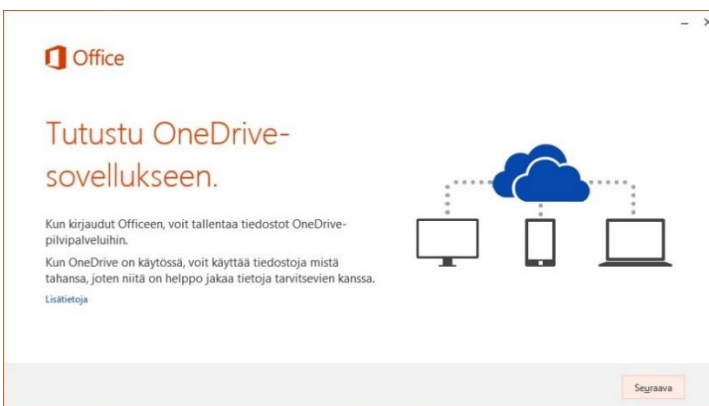 Office
Tutustu OneDrive-
sovellukseen.
Kun kirjaudut Officeen, voit tallentaa tiedostot OneDrive-
pilvipalveluihin.
Kun OneDrive on käytössä, voit käyttää tiedostoja mistä
tahansa, joten niitä on helppo jakaa tietoja tarvitsevien kanssa.
Lisätietoja
Seuraava